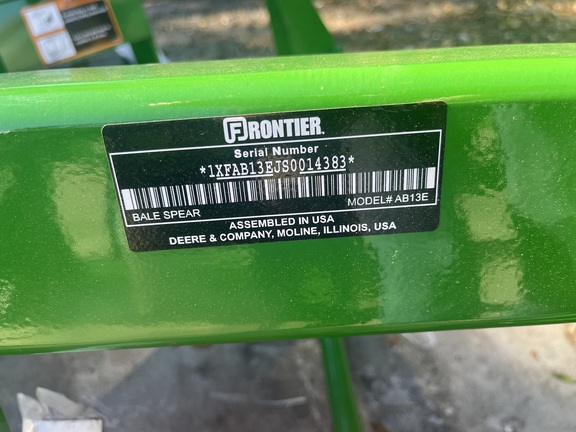 FRONTIER
Serial Number
*1XFAB13EJS0014383*
BALE SPEAR MODEL# AB13E
ASSEMBLED IN USA
DEERE & COMPANY, MOLINE, ILLINOIS, USA